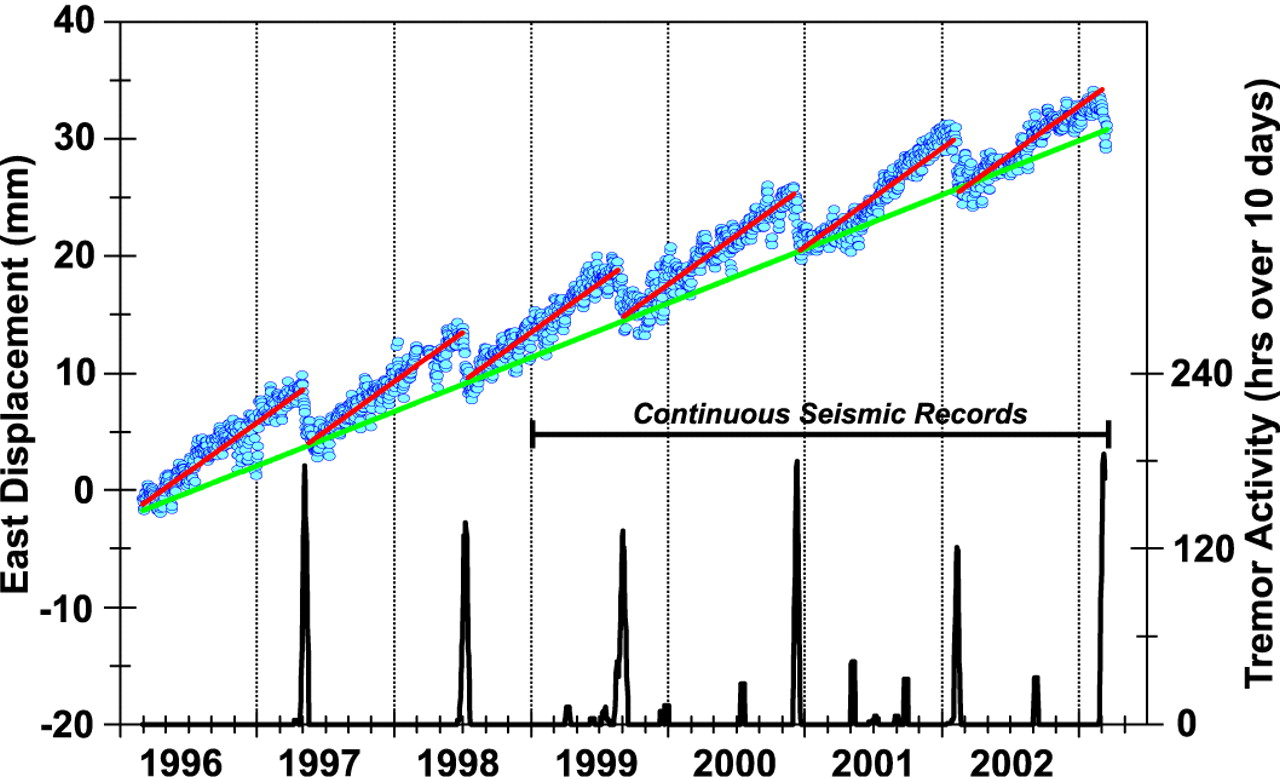 40
30
20
10
0
-10
-20
East Displacement (mm)
Continuous Seismic Records
240
120
0
Tremor Activity (hrs over 10 days)
1996 1997 1998 1999 2000 2001 2002